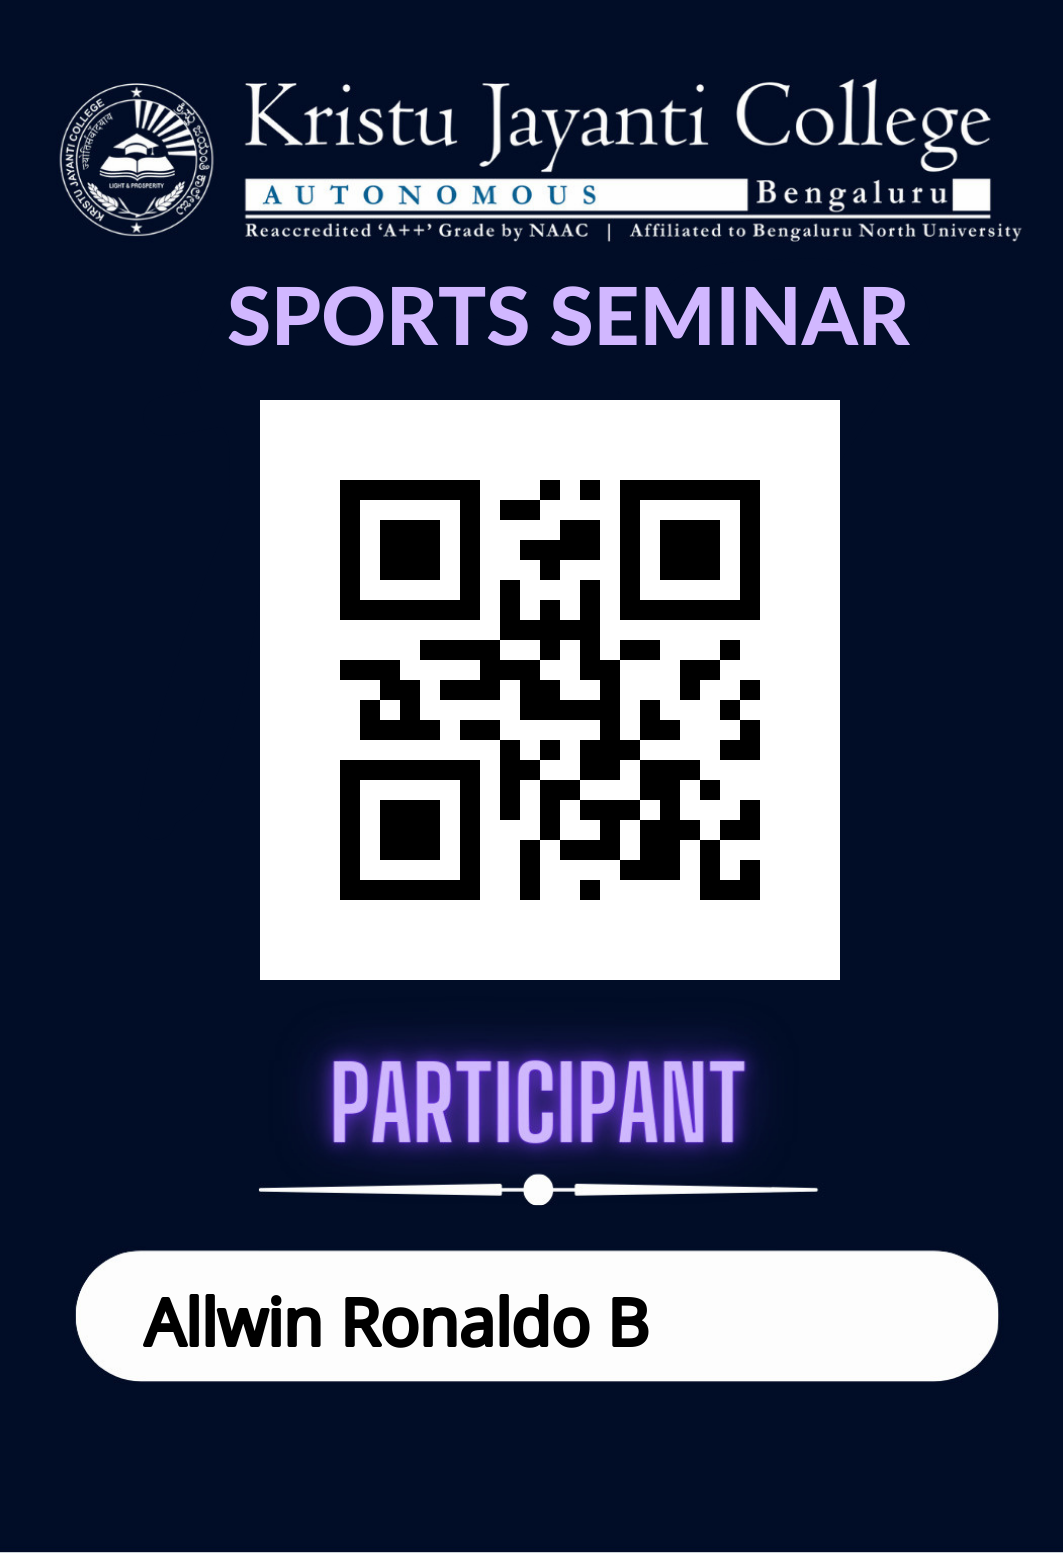 KRISTU JAYANTI COLLEGE
LIGHT & PROSPERITY
Kristu Jayanti College
AUTONOMOUS Bengaluru
Reaccredited ‘A++’ Grade by NAAC | Affiliated to Bengaluru North University
SPORTS SEMINAR
PARTICIPANT
Allwin Ronaldo B